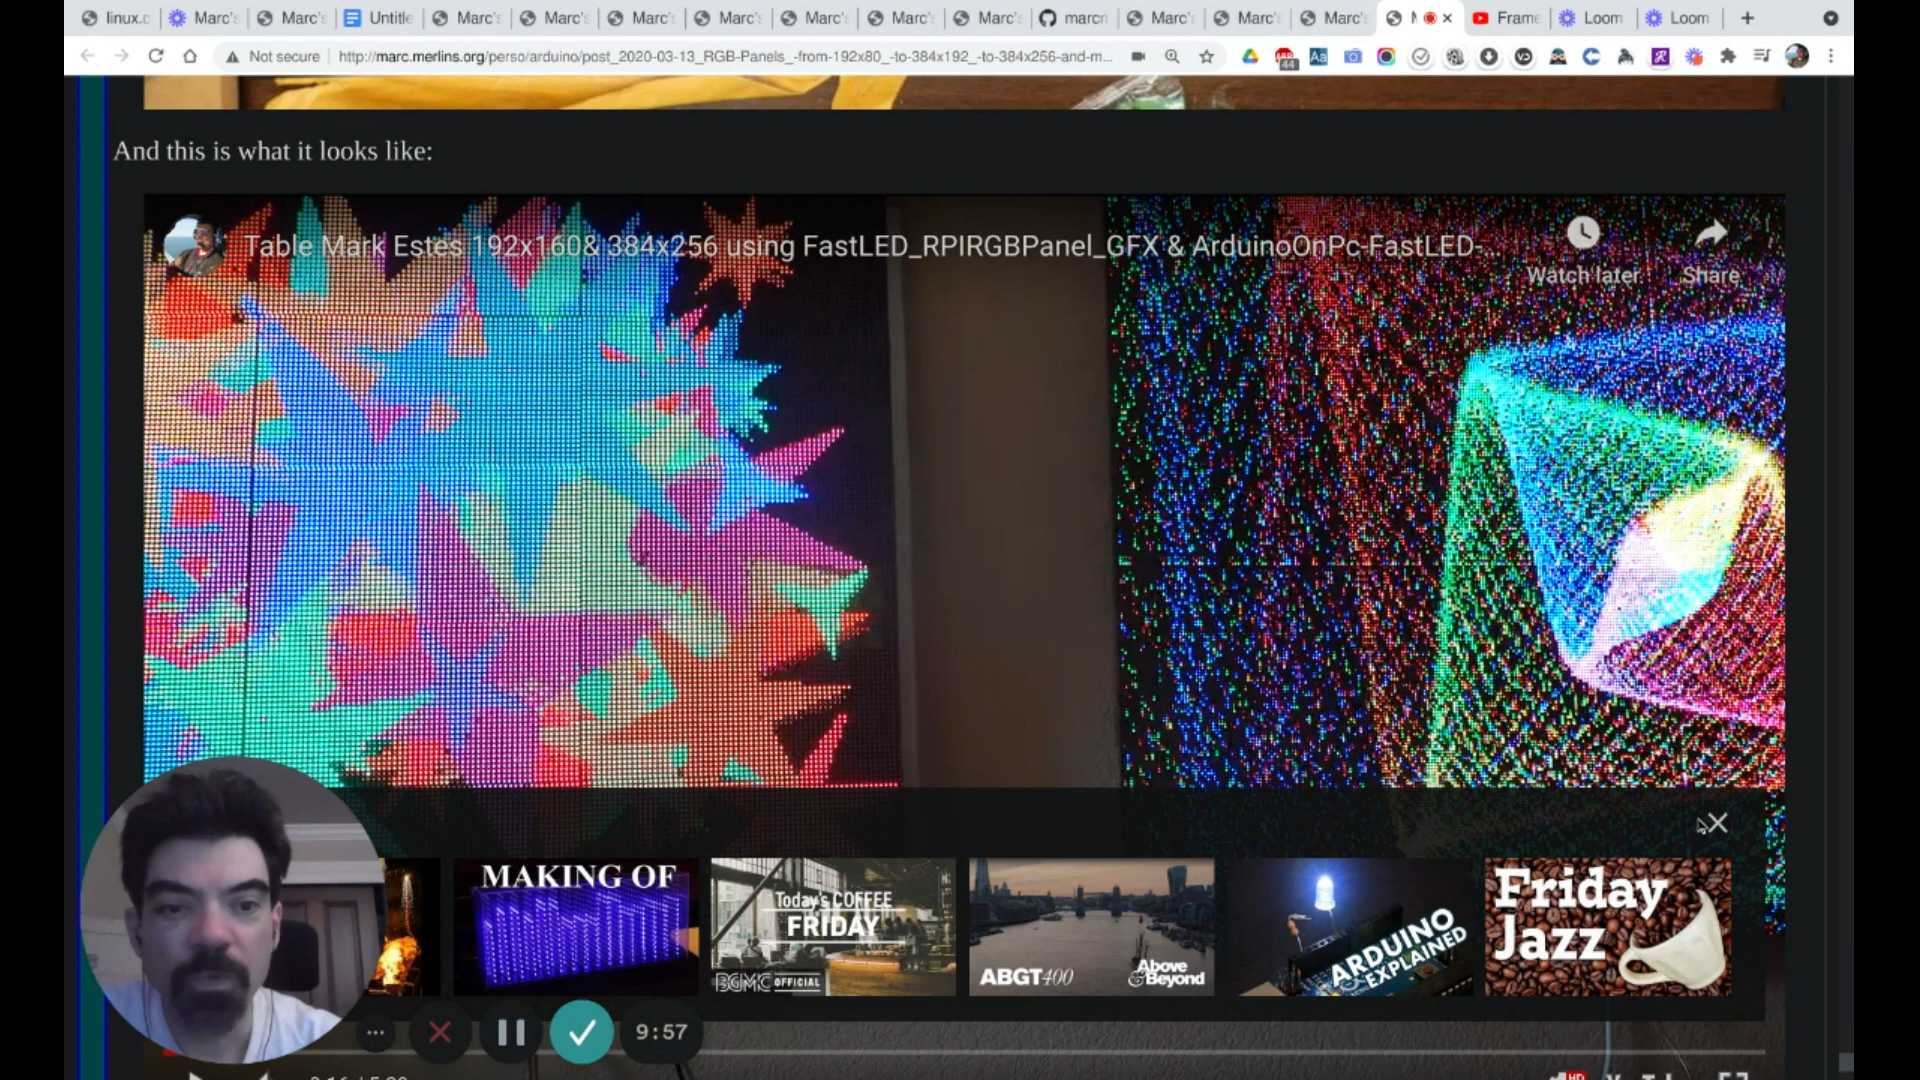 linux.c Marc's Marc's Untitle Marc's Marc's Marc's Marc's Marc's Marc's Marc's marcm Marc's Marc's Marc's Frame Loom Loom
Not secure http://marc.merlins.org/perso/arduino/post_2020-03-13_RGB-Panels_-from-192x80_-to-384x192_-to-384x256-and-m...
44 Aa
And this is what it looks like:
Table Mark Estes 192x160& 384x256 using FastLED_RPIRGBPanel_GFX & ArduinoOnPc-FastLED-...
Watch later Share
MAKING OF
Today's COFFEE
FRIDAY
BGMC OFFICIAL
ABGT400
Above
&Beyond
ARDUINO
EXPLAINED
Friday
Jazz
9:57
HD